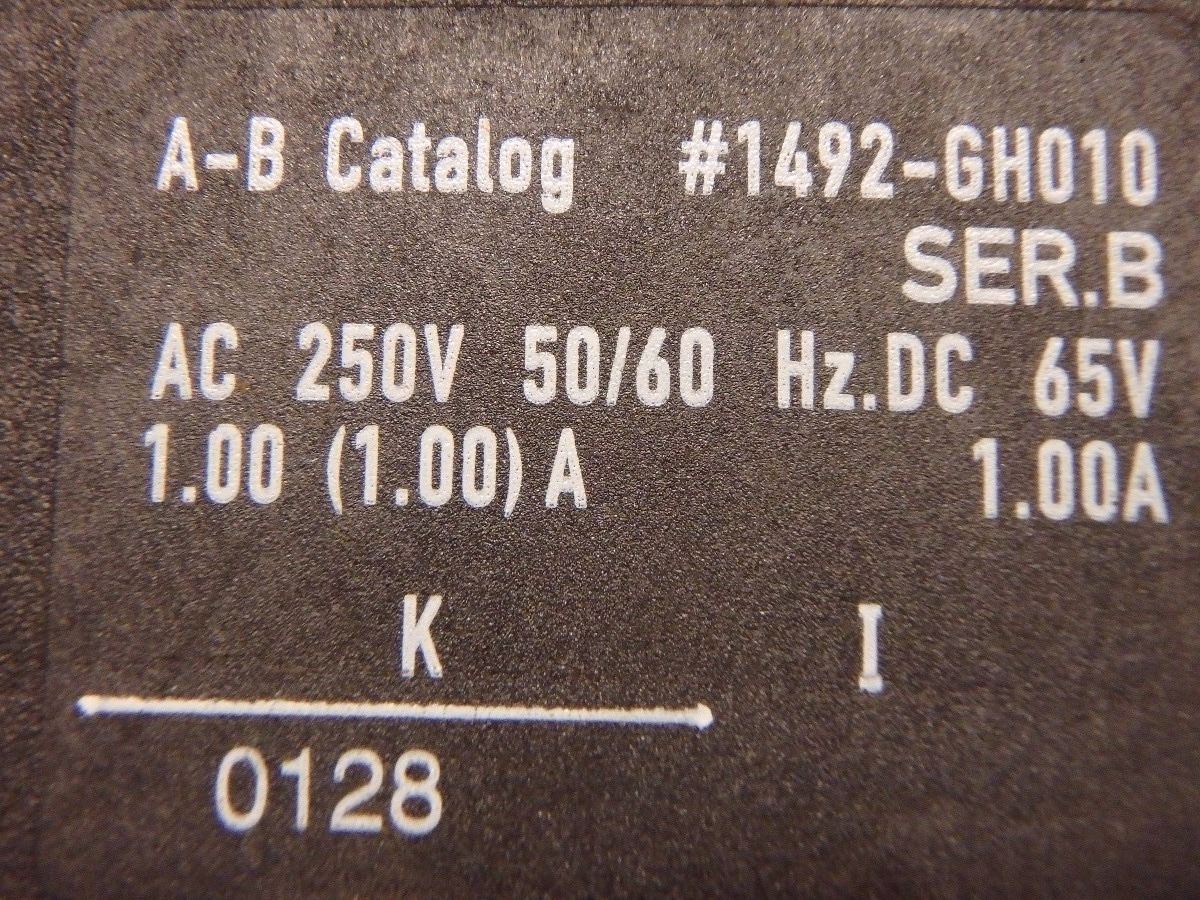 A-B Catalog #1492-GH010
SER.B
AC 250V 50/60 Hz.DC 65V
1.00 (1.00) A 1.00A
K I
0128